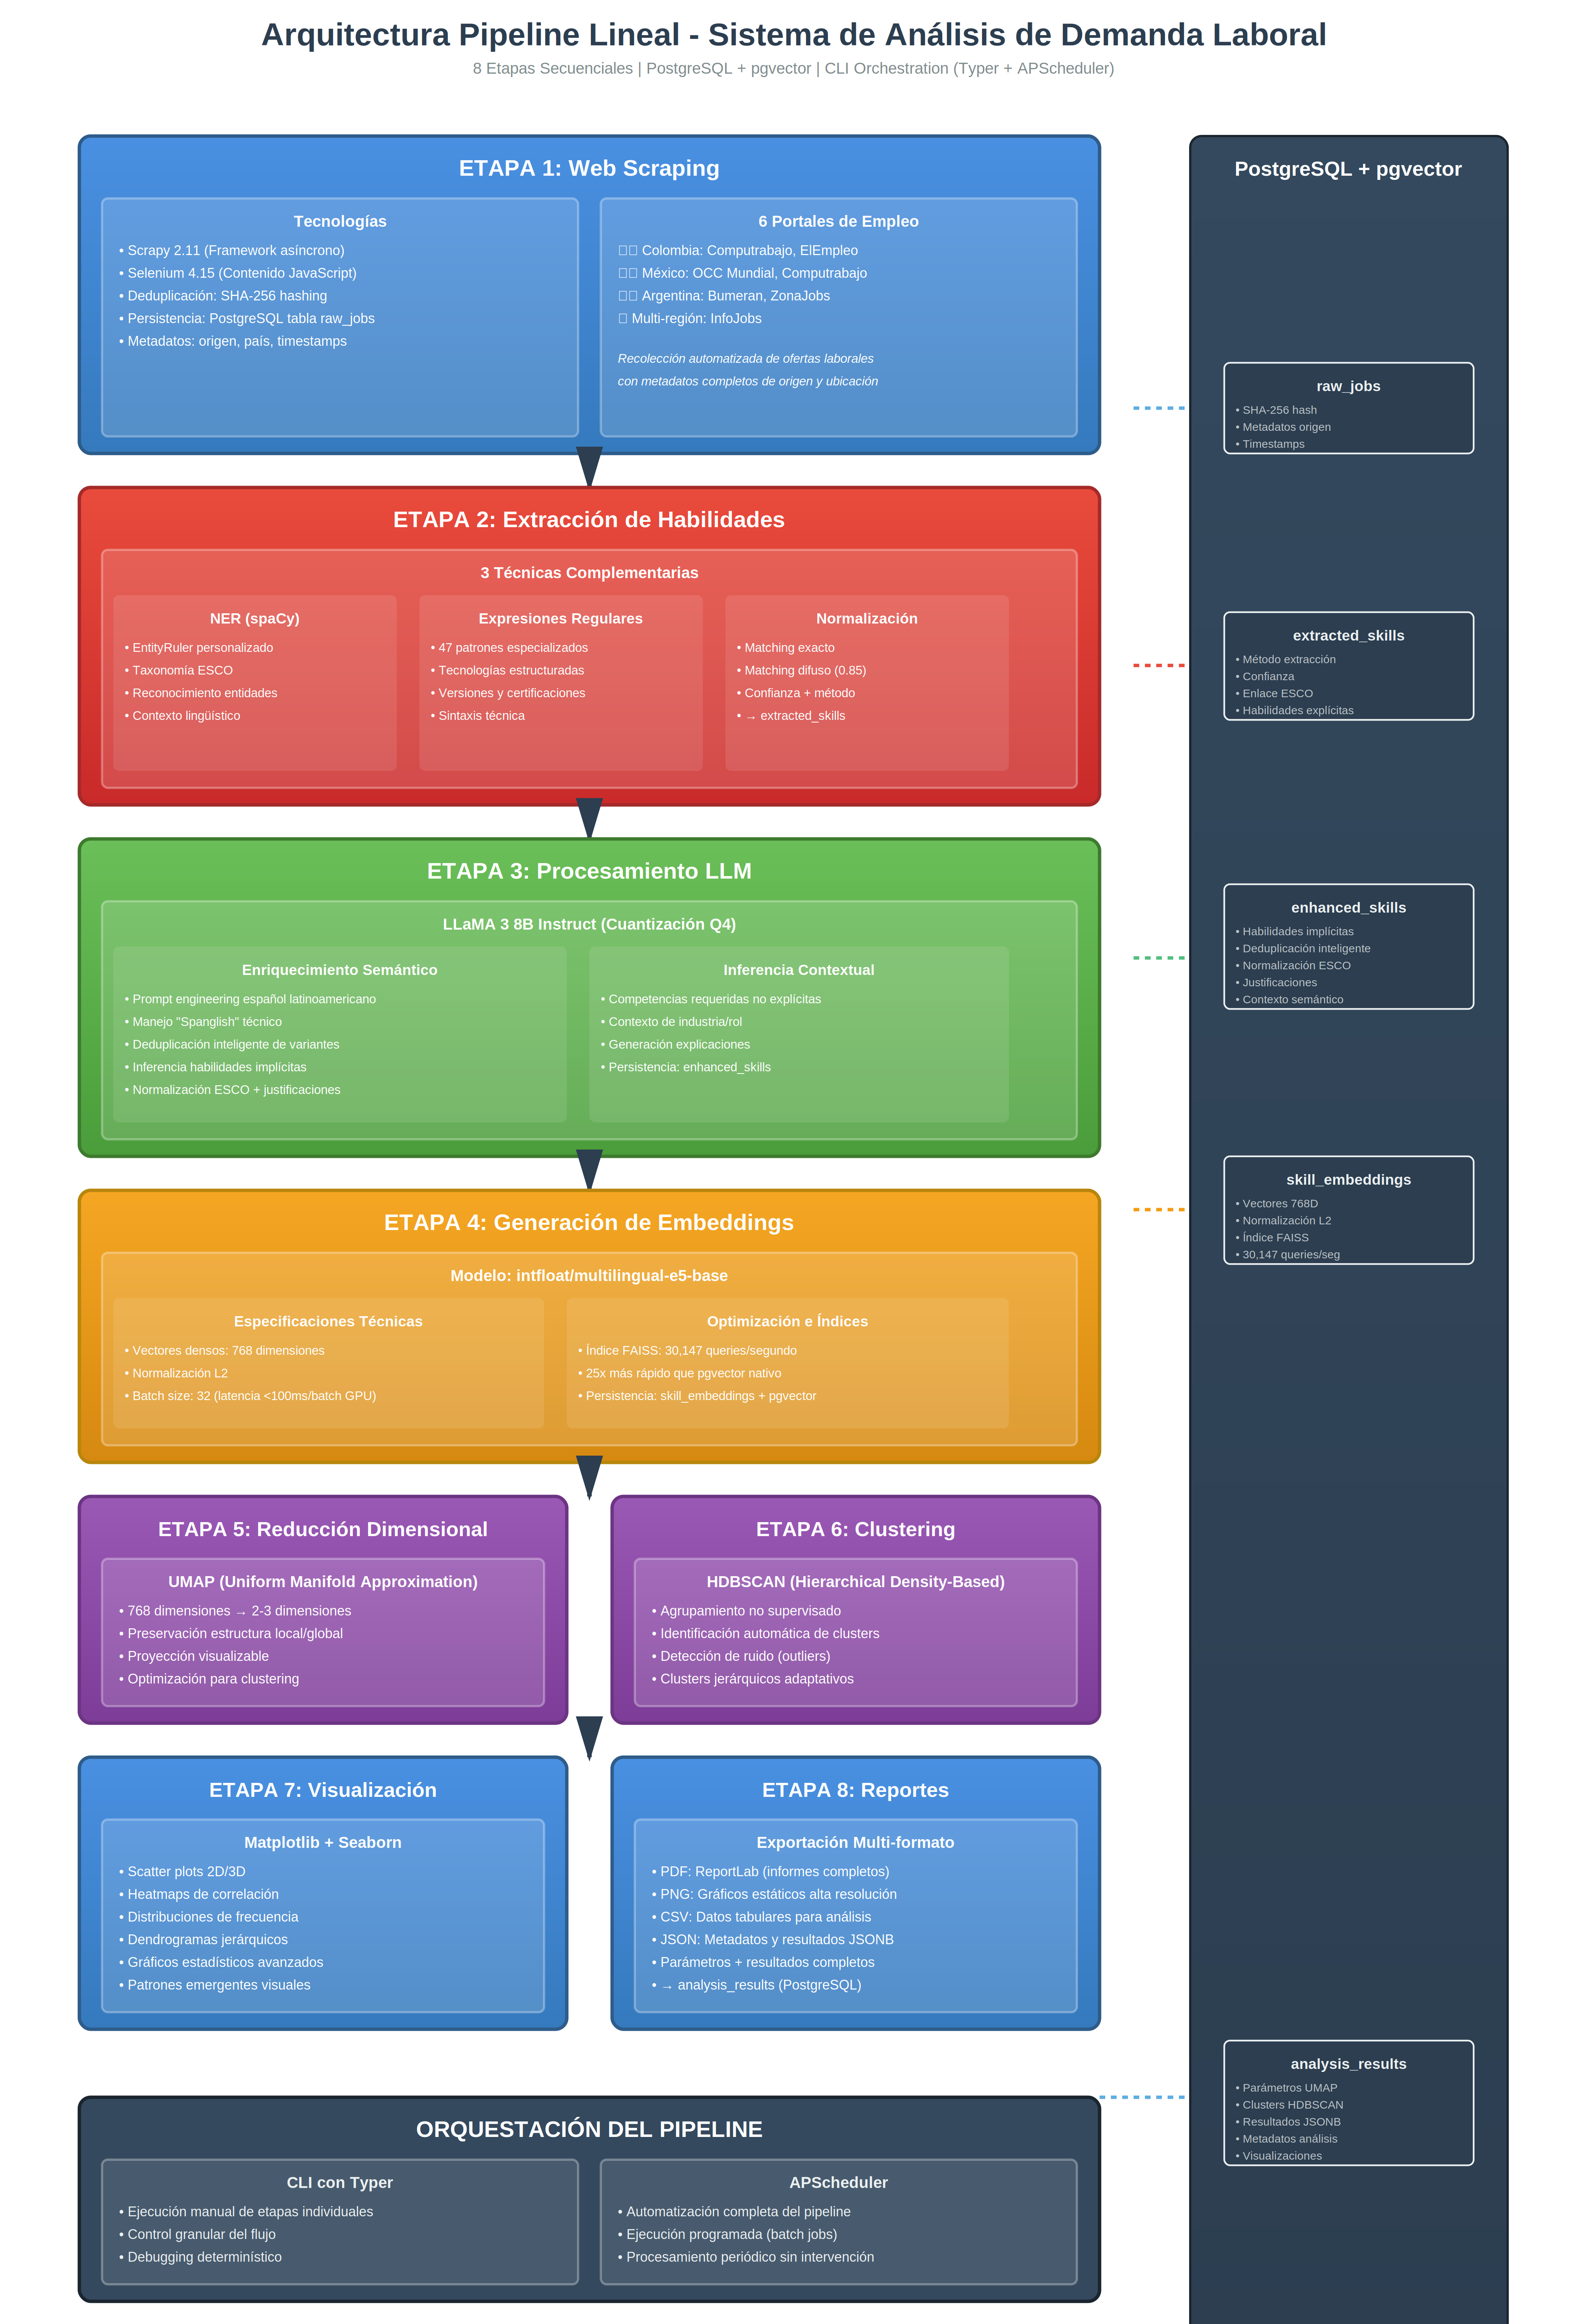 Arquitectura Pipeline Lineal - Sistema de Análisis de Demanda Laboral
8 Etapas Secuenciales | PostgreSQL + pgvector | CLI Orchestration (Typer + APScheduler)
ETAPA 1: Web Scraping
Tecnologías
• Scrapy 2.11 (Framework asíncrono)
• Selenium 4.15 (Contenido JavaScript)
• Deduplicación: SHA-256 hashing
• Persistencia: PostgreSQL tabla raw_jobs
• Metadatos: origen, país, timestamps
6 Portales de Empleo
Colombia: Computrabajo, ElEmpleo
México: OCC Mundial, Computrabajo
Argentina: Bumeran, ZonaJobs
Multi-región: InfoJobs
Recolección automatizada de ofertas laborales
con metadatos completos de origen y ubicación
ETAPA 2: Extracción de Habilidades
3 Técnicas Complementarias
NER (spaCy)
• EntityRuler personalizado
• Taxonomía ESCO
• Reconocimiento entidades
• Contexto lingüístico
Expresiones Regulares
• 47 patrones especializados
• Tecnologías estructuradas
• Versiones y certificaciones
• Sintaxis técnica
Normalización
• Matching exacto
• Matching difuso (0.85)
• Confianza + método
• → extracted_skills
ETAPA 3: Procesamiento LLM
LLaMA 3 8B Instruct (Cuantización Q4)
Enriquecimiento Semántico
• Prompt engineering español latinoamericano
• Manejo "Spanglish" técnico
• Deduplicación inteligente de variantes
• Inferencia habilidades implícitas
• Normalización ESCO + justificaciones
Inferencia Contextual
• Competencias requeridas no explícitas
• Contexto de industria/rol
• Generación explicaciones
• Persistencia: enhanced_skills
ETAPA 4: Generación de Embeddings
Modelo: intfloat/multilingual-e5-base
Especificaciones Técnicas
• Vectores densos: 768 dimensiones
• Normalización L2
• Batch size: 32 (latencia <100ms/batch GPU)
Optimización e Índices
• Índice FAISS: 30,147 queries/segundo
• 25x más rápido que pgvector nativo
• Persistencia: skill_embeddings + pgvector
ETAPA 5: Reducción Dimensional
UMAP (Uniform Manifold Approximation)
• 768 dimensiones → 2-3 dimensiones
• Preservación estructura local/global
• Proyección visualizable
• Optimización para clustering
ETAPA 6: Clustering
HDBSCAN (Hierarchical Density-Based)
• Agrupamiento no supervisado
• Identificación automática de clusters
• Detección de ruido (outliers)
• Clusters jerárquicos adaptativos
ETAPA 7: Visualización
Matplotlib + Seaborn
• Scatter plots 2D/3D
• Heatmaps de correlación
• Distribuciones de frecuencia
• Dendrogramas jerárquicos
• Gráficos estadísticos avanzados
• Patrones emergentes visuales
ETAPA 8: Reportes
Exportación Multi-formato
• PDF: ReportLab (informes completos)
• PNG: Gráficos estáticos alta resolución
• CSV: Datos tabulares para análisis
• JSON: Metadatos y resultados JSONB
• Parámetros + resultados completos
• → analysis_results (PostgreSQL)
ORQUESTACIÓN DEL PIPELINE
CLI con Typer
• Ejecución manual de etapas individuales
• Control granular del flujo
• Debugging determinístico
APScheduler
• Automatización completa del pipeline
• Ejecución programada (batch jobs)
• Procesamiento periódico sin intervención
PostgreSQL + pgvector
raw_jobs
• SHA-256 hash
• Metadatos origen
• Timestamps
extracted_skills
• Método extracción
• Confianza
• Enlace ESCO
• Habilidades explícitas
enhanced_skills
• Habilidades implícitas
• Deduplicación inteligente
• Normalización ESCO
• Justificaciones
• Contexto semántico
skill_embeddings
• Vectores 768D
• Normalización L2
• Índice FAISS
• 30,147 queries/seg
analysis_results
• Parámetros UMAP
• Clusters HDBSCAN
• Resultados JSONB
• Metadatos análisis
• Visualizaciones